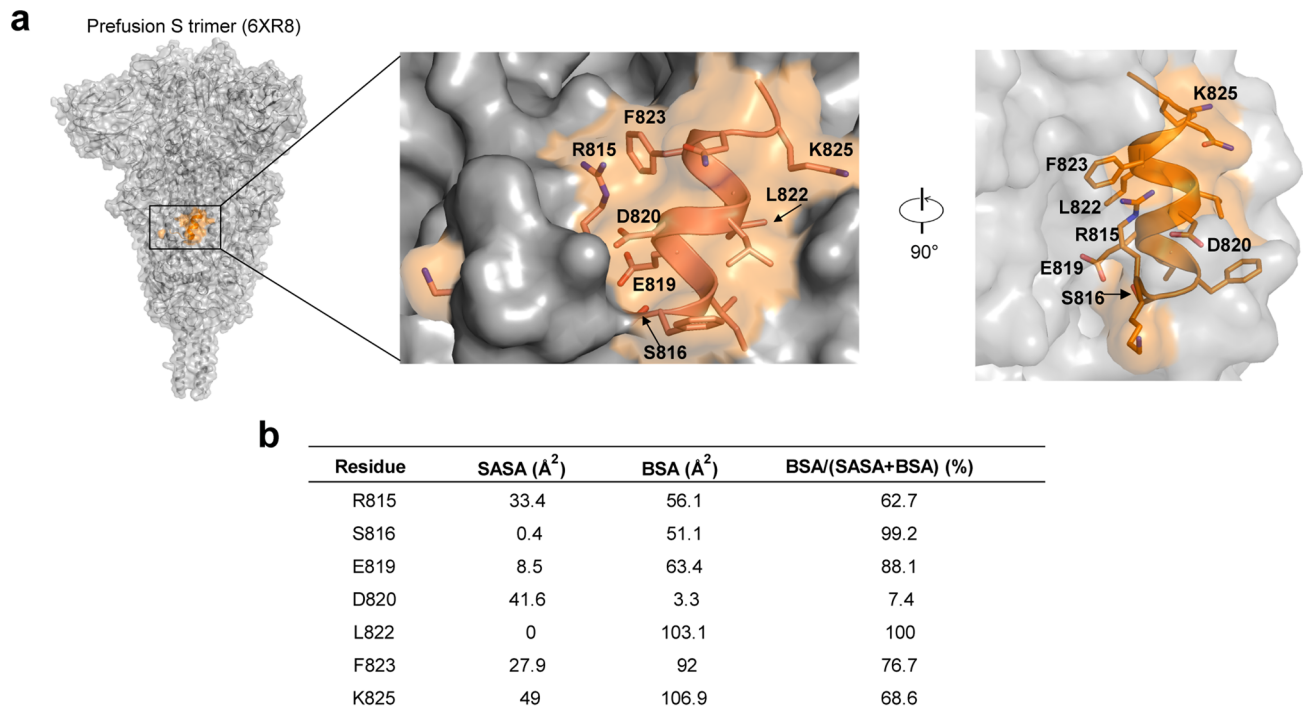 a
Prefusion S trimer (6XR8)
F823
R815
K825
L822
D820
E819
S816
90°
K825
F823
L822
R815
D820
E819
S816
b
Residue SASA (Å²) BSA (Å²) BSA/(SASA+BSA) (%)
R815 33.4 56.1 62.7
S816 0.4 51.1 99.2
E819 8.5 63.4 88.1
D820 41.6 3.3 7.4
L822 0 103.1 100
F823 27.9 92 76.7
K825 49 106.9 68.6